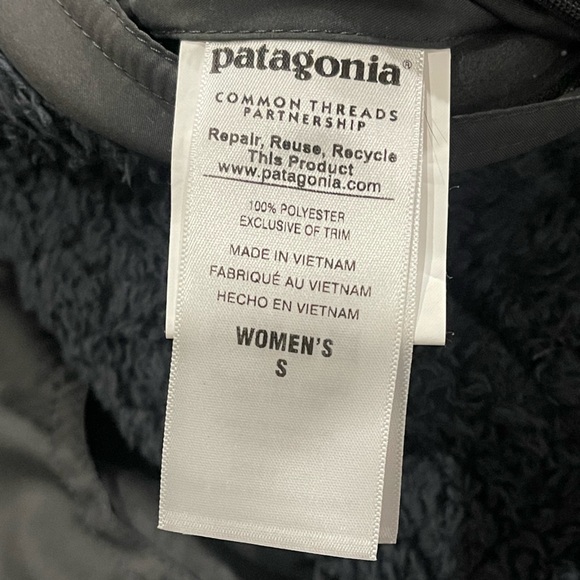 patagonia®
COMMON THREADS
PARTNERSHIP
Repair, Reuse, Recycle
This Product
www.patagonia.com
100% POLYESTER
EXCLUSIVE OF TRIM
MADE IN VIETNAM
FABRIQUÉ AU VIETNAM
HECHO EN VIETNAM
WOMEN'S
S